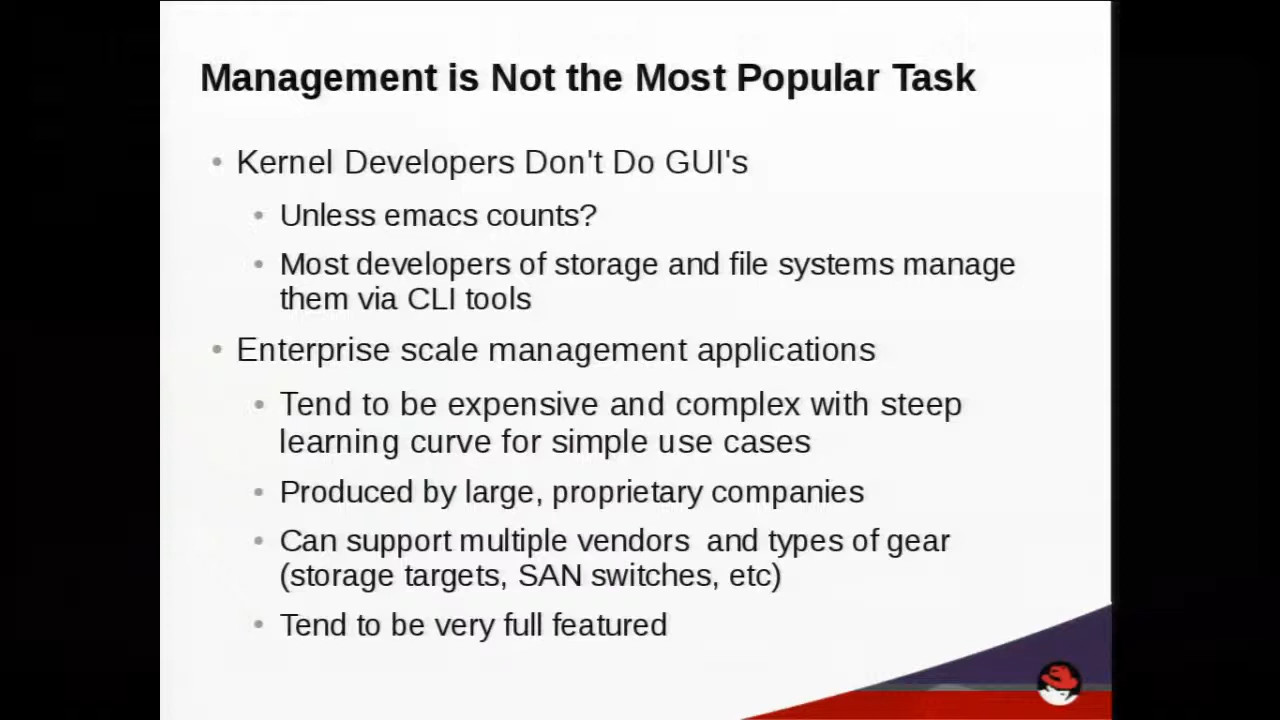 Management is Not the Most Popular Task
Kernel Developers Don't Do GUI's
Unless emacs counts?
Most developers of storage and file systems manage
them via CLI tools
Enterprise scale management applications
Tend to be expensive and complex with steep
learning curve for simple use cases
Produced by large, proprietary companies
Can support multiple vendors  and types of gear
(storage targets, SAN switches, etc)
Tend to be very full featured